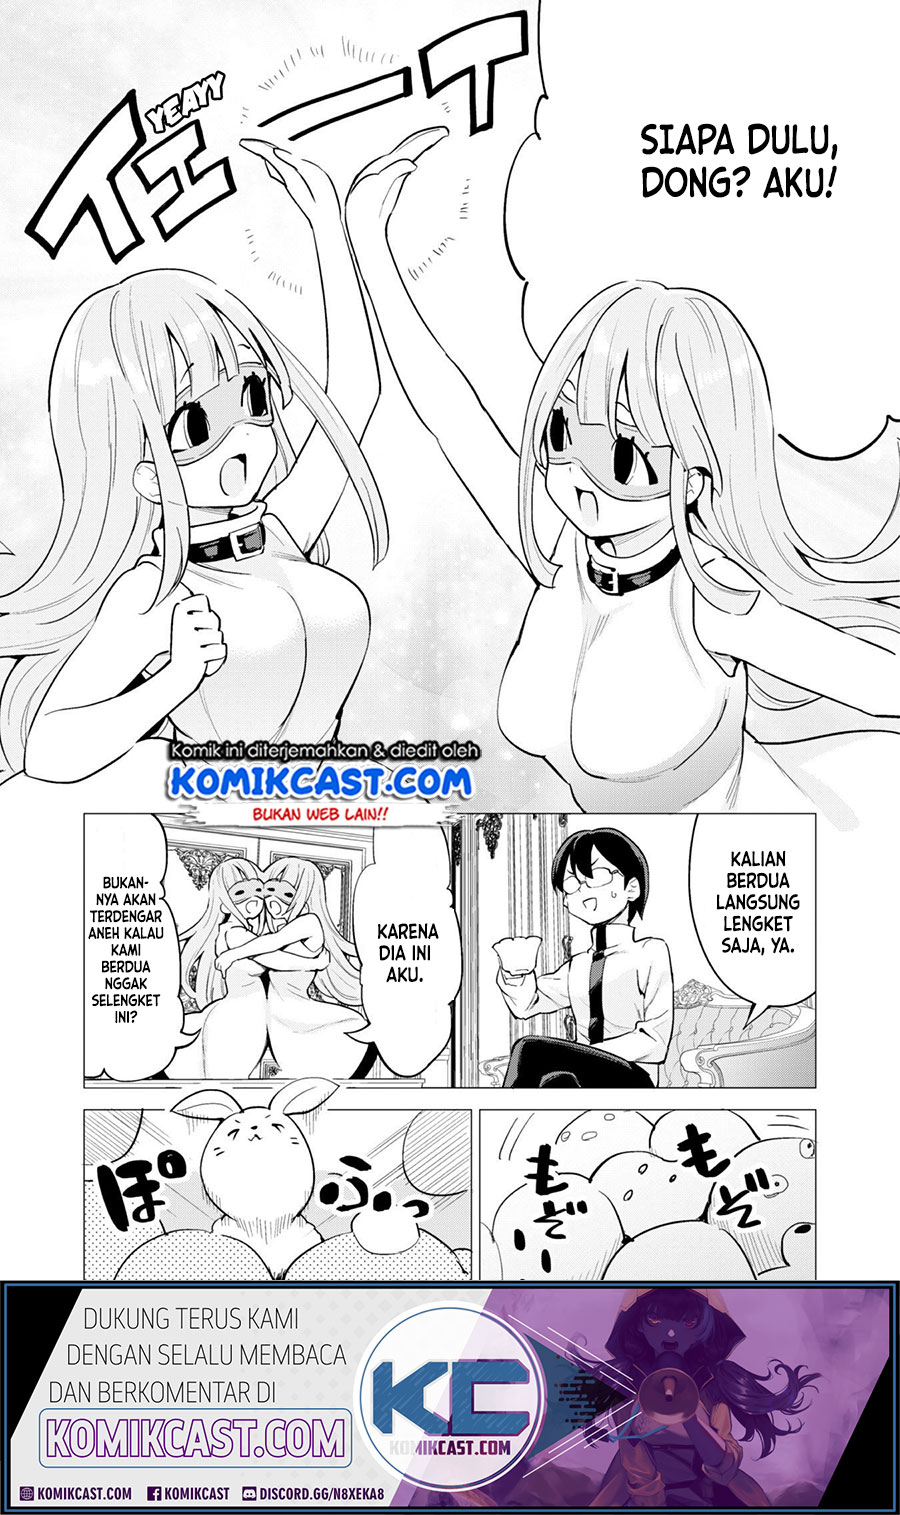 イェーイ
YEAYY
SIAPA DULU,
DONG? AKU!
Komik ini diterjemahkan & diedit oleh
KOMIKCAST.COM
BUKAN WEB LAIN!!
KALIAN
BERDUA
LANGSUNG
LENGKET
SAJA, YA.
KARENA
DIA INI
AKU.
BUKAN-
NYA AKAN
TERDENGAR
ANEH KALAU
KAMI
BERDUA
NGGAK
SELENGKET
INI?
もぞ
もぞ
ぽ
ふっ
DUKUNG TERUS KAMI
DENGAN SELALU MEMBACA
DAN BERKOMENTAR DI
KOMIKCAST.COM
KC
KOMIKCAST.COM
KOMIKCAST.COM KOMIKCAST DISCORD.GG/N8XEKA8